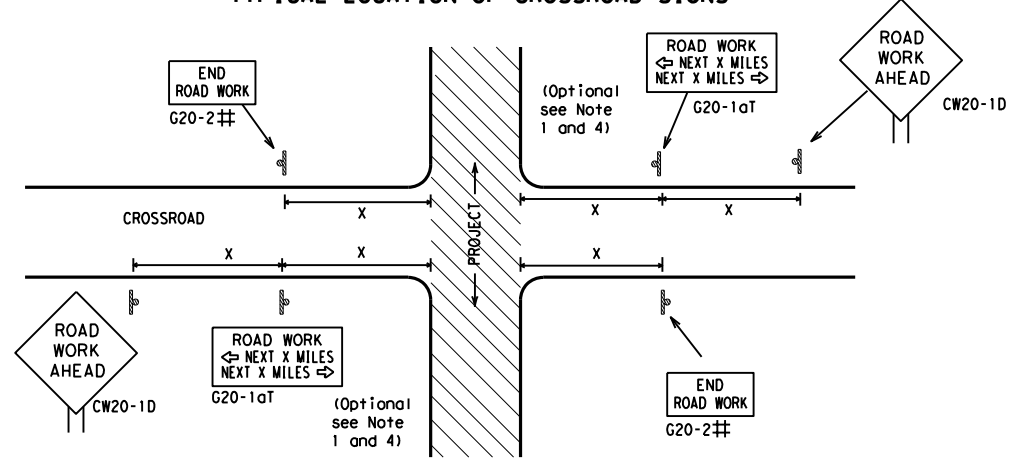 TYPICAL LOCATION OF CROSSROAD SIGNS
END
ROAD WORK
G20-2#
(Optional
see Note
1 and 4)
ROAD WORK
⇦ NEXT X MILES
NEXT X MILES ⇨
G20-1aT
ROAD
WORK
AHEAD
CW20-1D
X
X
X
CROSSROAD
PROJECT
X
X
X
ROAD
WORK
AHEAD
CW20-1D
ROAD WORK
⇦ NEXT X MILES
NEXT X MILES ⇨
G20-1aT
(Optional
see Note
1 and 4)
END
ROAD WORK
G20-2#